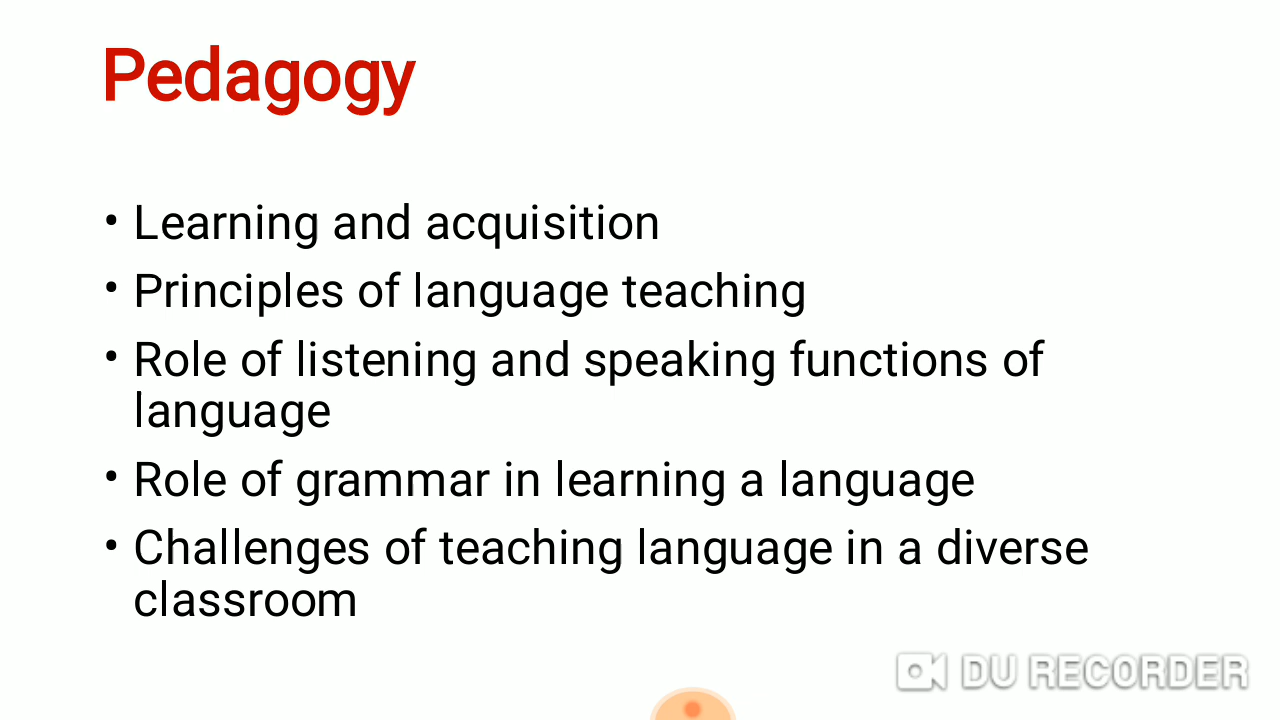 Pedagogy
• Learning and acquisition
• Principles of language teaching
• Role of listening and speaking functions of
language
• Role of grammar in learning a language
• Challenges of teaching language in a diverse
classroom
DU RECORDER